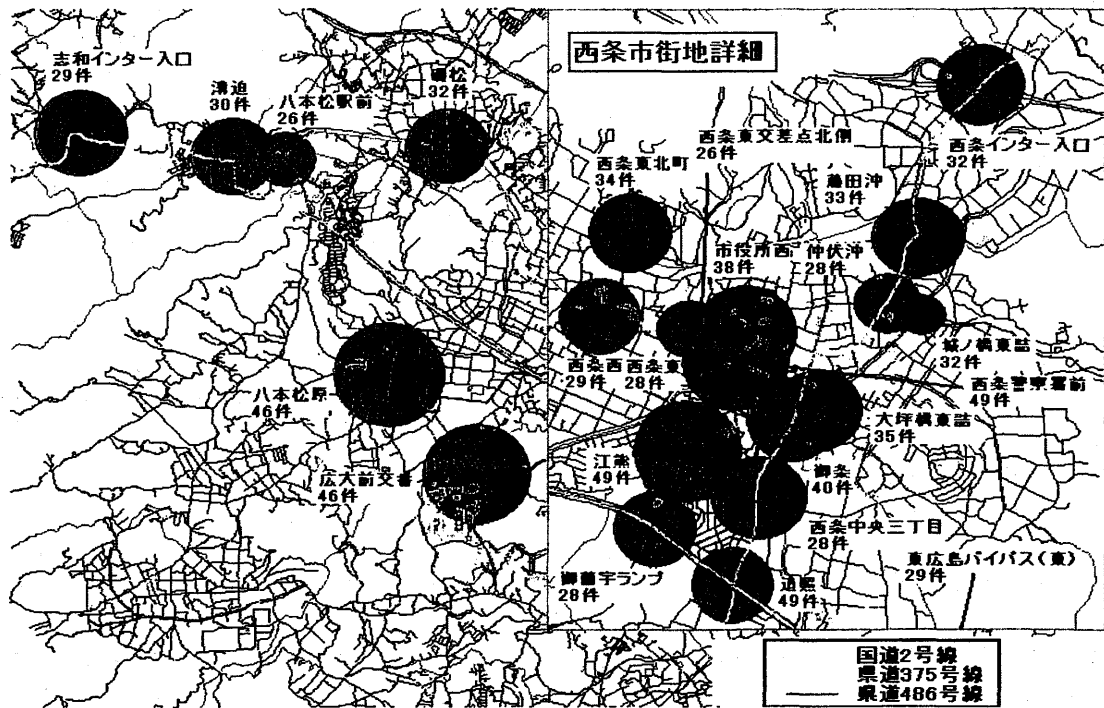 志和インター入口
29件
溝迫
30件
八本松駅前
26件
32件
西条市街地詳細
西条東交差点北側
26件
西条東北町
34件
西条インター入口
32件
藤田沖
33件
市役所西
38件
仲伏沖
28件
城ノ橋東詰
32件
西条西
29件
西条東
28件
西条警察署前
49件
大坪橋東詰
35件
八本松原
46件
広大前交番
46件
江熊
49件
御条
40件
西条中央三丁目
28件
東広島バイパス(東)
29件
御薗宇ランプ
28件
道照
49件
国道2号線
県道375号線
県道486号線